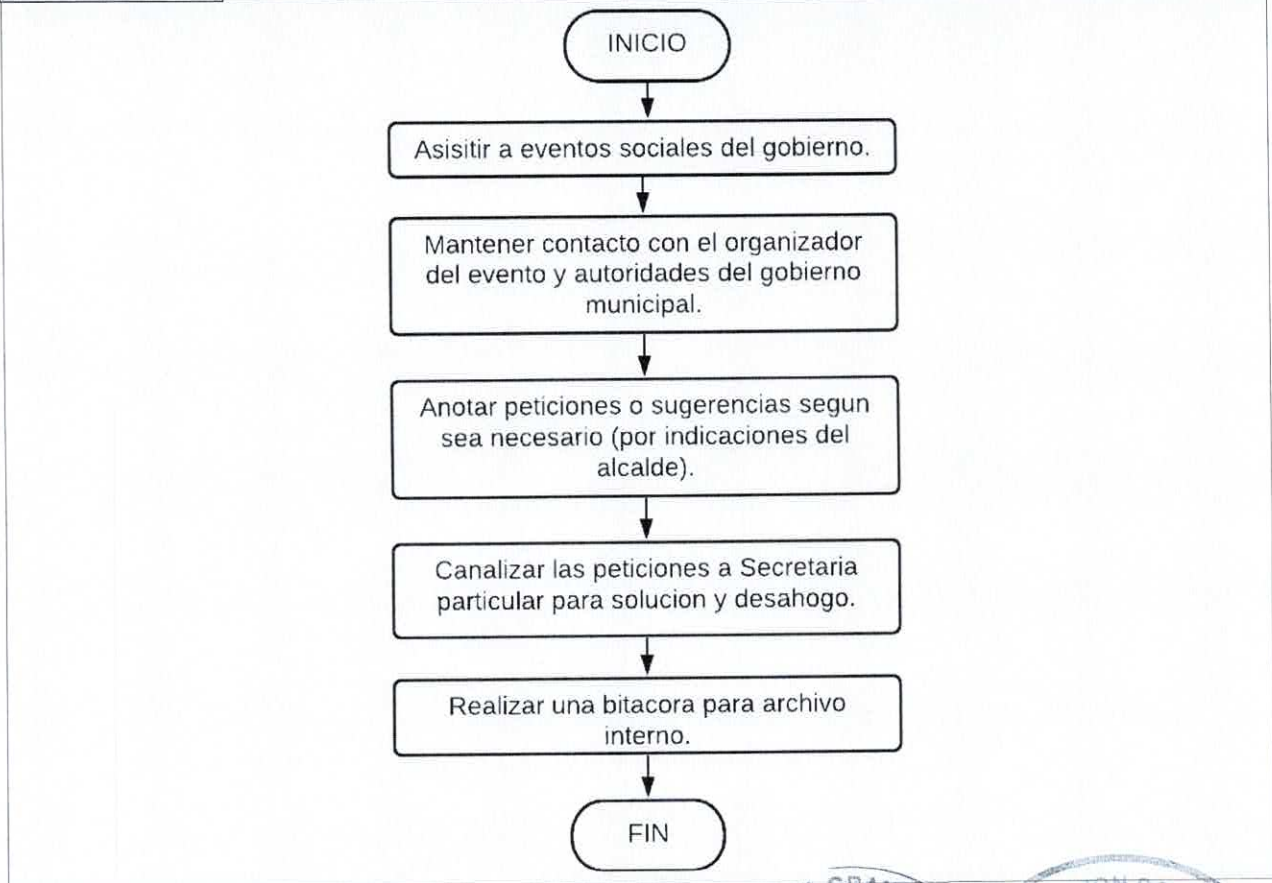 INICIO
Asisitir a eventos sociales del gobierno.
Mantener contacto con el organizador
del evento y autoridades del gobierno
municipal.
Anotar peticiones o sugerencias segun
sea necesario (por indicaciones del
alcalde).
Canalizar las peticiones a Secretaria
particular para solucion y desahogo.
Realizar una bitacora para archivo
interno.
FIN